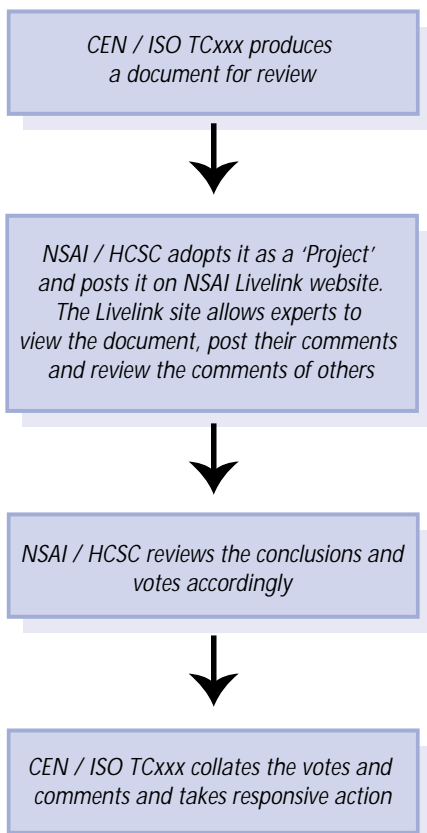 CEN / ISO TCxxx produces
a document for review
NSAI / HCSC adopts it as a ‘Project’
and posts it on NSAI Livelink website.
The Livelink site allows experts to
view the document, post their comments
and review the comments of others
NSAI / HCSC reviews the conclusions and
votes accordingly
CEN / ISO TCxxx collates the votes and
comments and takes responsive action